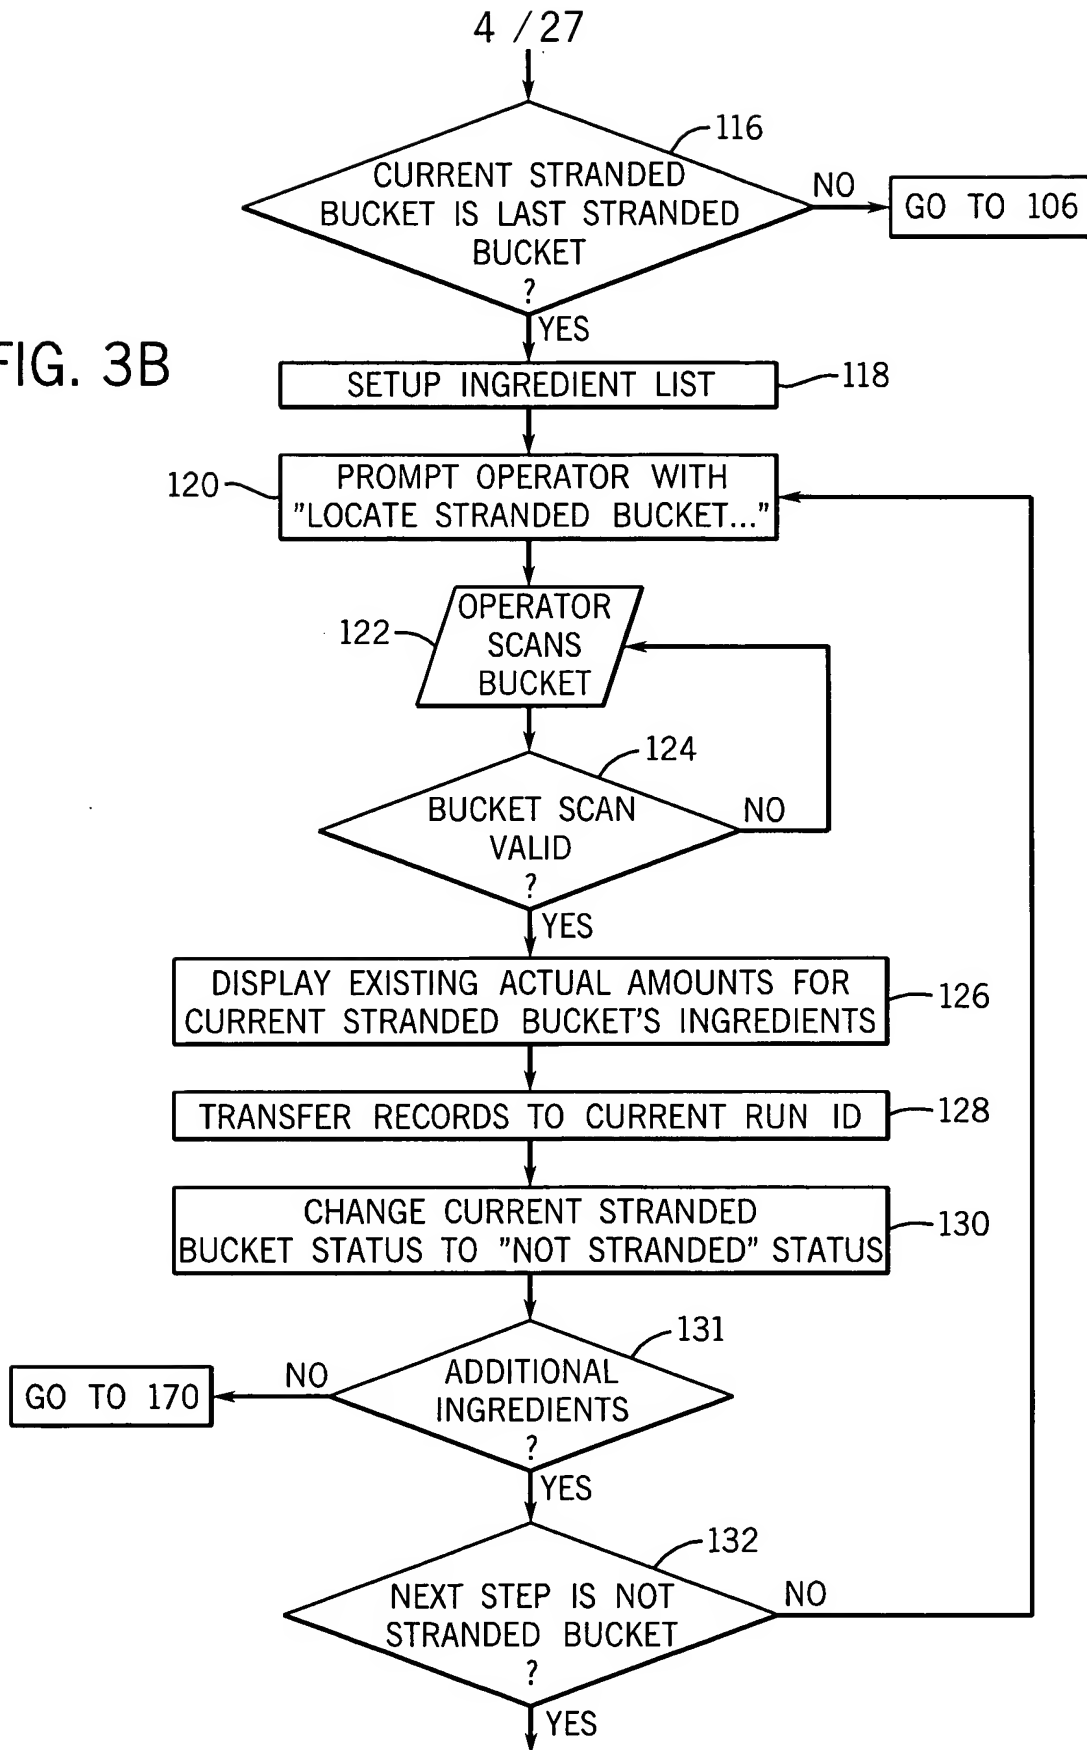 4 / 27
116
CURRENT STRANDED
BUCKET IS LAST STRANDED
BUCKET
?
NO
GO TO 106
YES
FIG. 3B
SETUP INGREDIENT LIST
118
120
PROMPT OPERATOR WITH
"LOCATE STRANDED BUCKET..."
122
OPERATOR
SCANS
BUCKET
124
BUCKET SCAN
VALID
?
NO
YES
DISPLAY EXISTING ACTUAL AMOUNTS FOR
CURRENT STRANDED BUCKET'S INGREDIENTS
126
TRANSFER RECORDS TO CURRENT RUN ID
128
CHANGE CURRENT STRANDED
BUCKET STATUS TO "NOT STRANDED" STATUS
130
131
ADDITIONAL
INGREDIENTS
?
NO
GO TO 170
YES
132
NEXT STEP IS NOT
STRANDED BUCKET
?
NO
YES